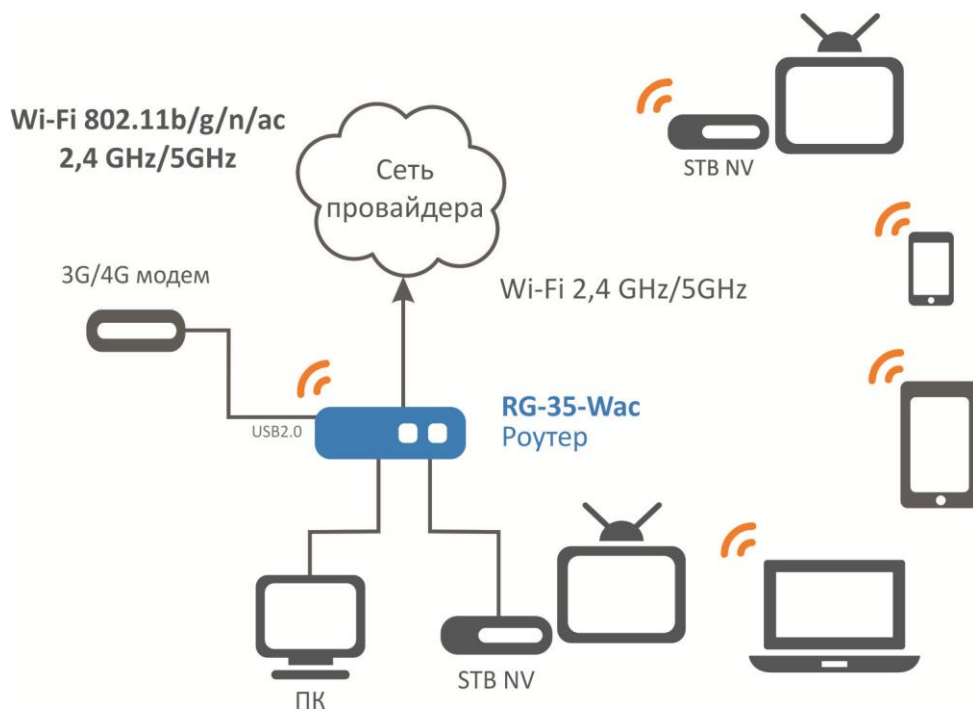 Wi-Fi 802.11b/g/n/ac
2,4 GHz/5GHz
Сеть
провайдера
STB NV
3G/4G модем
Wi-Fi 2,4 GHz/5GHz
USB2.0
RG-35-Wac
Роутер
ПК
STB NV